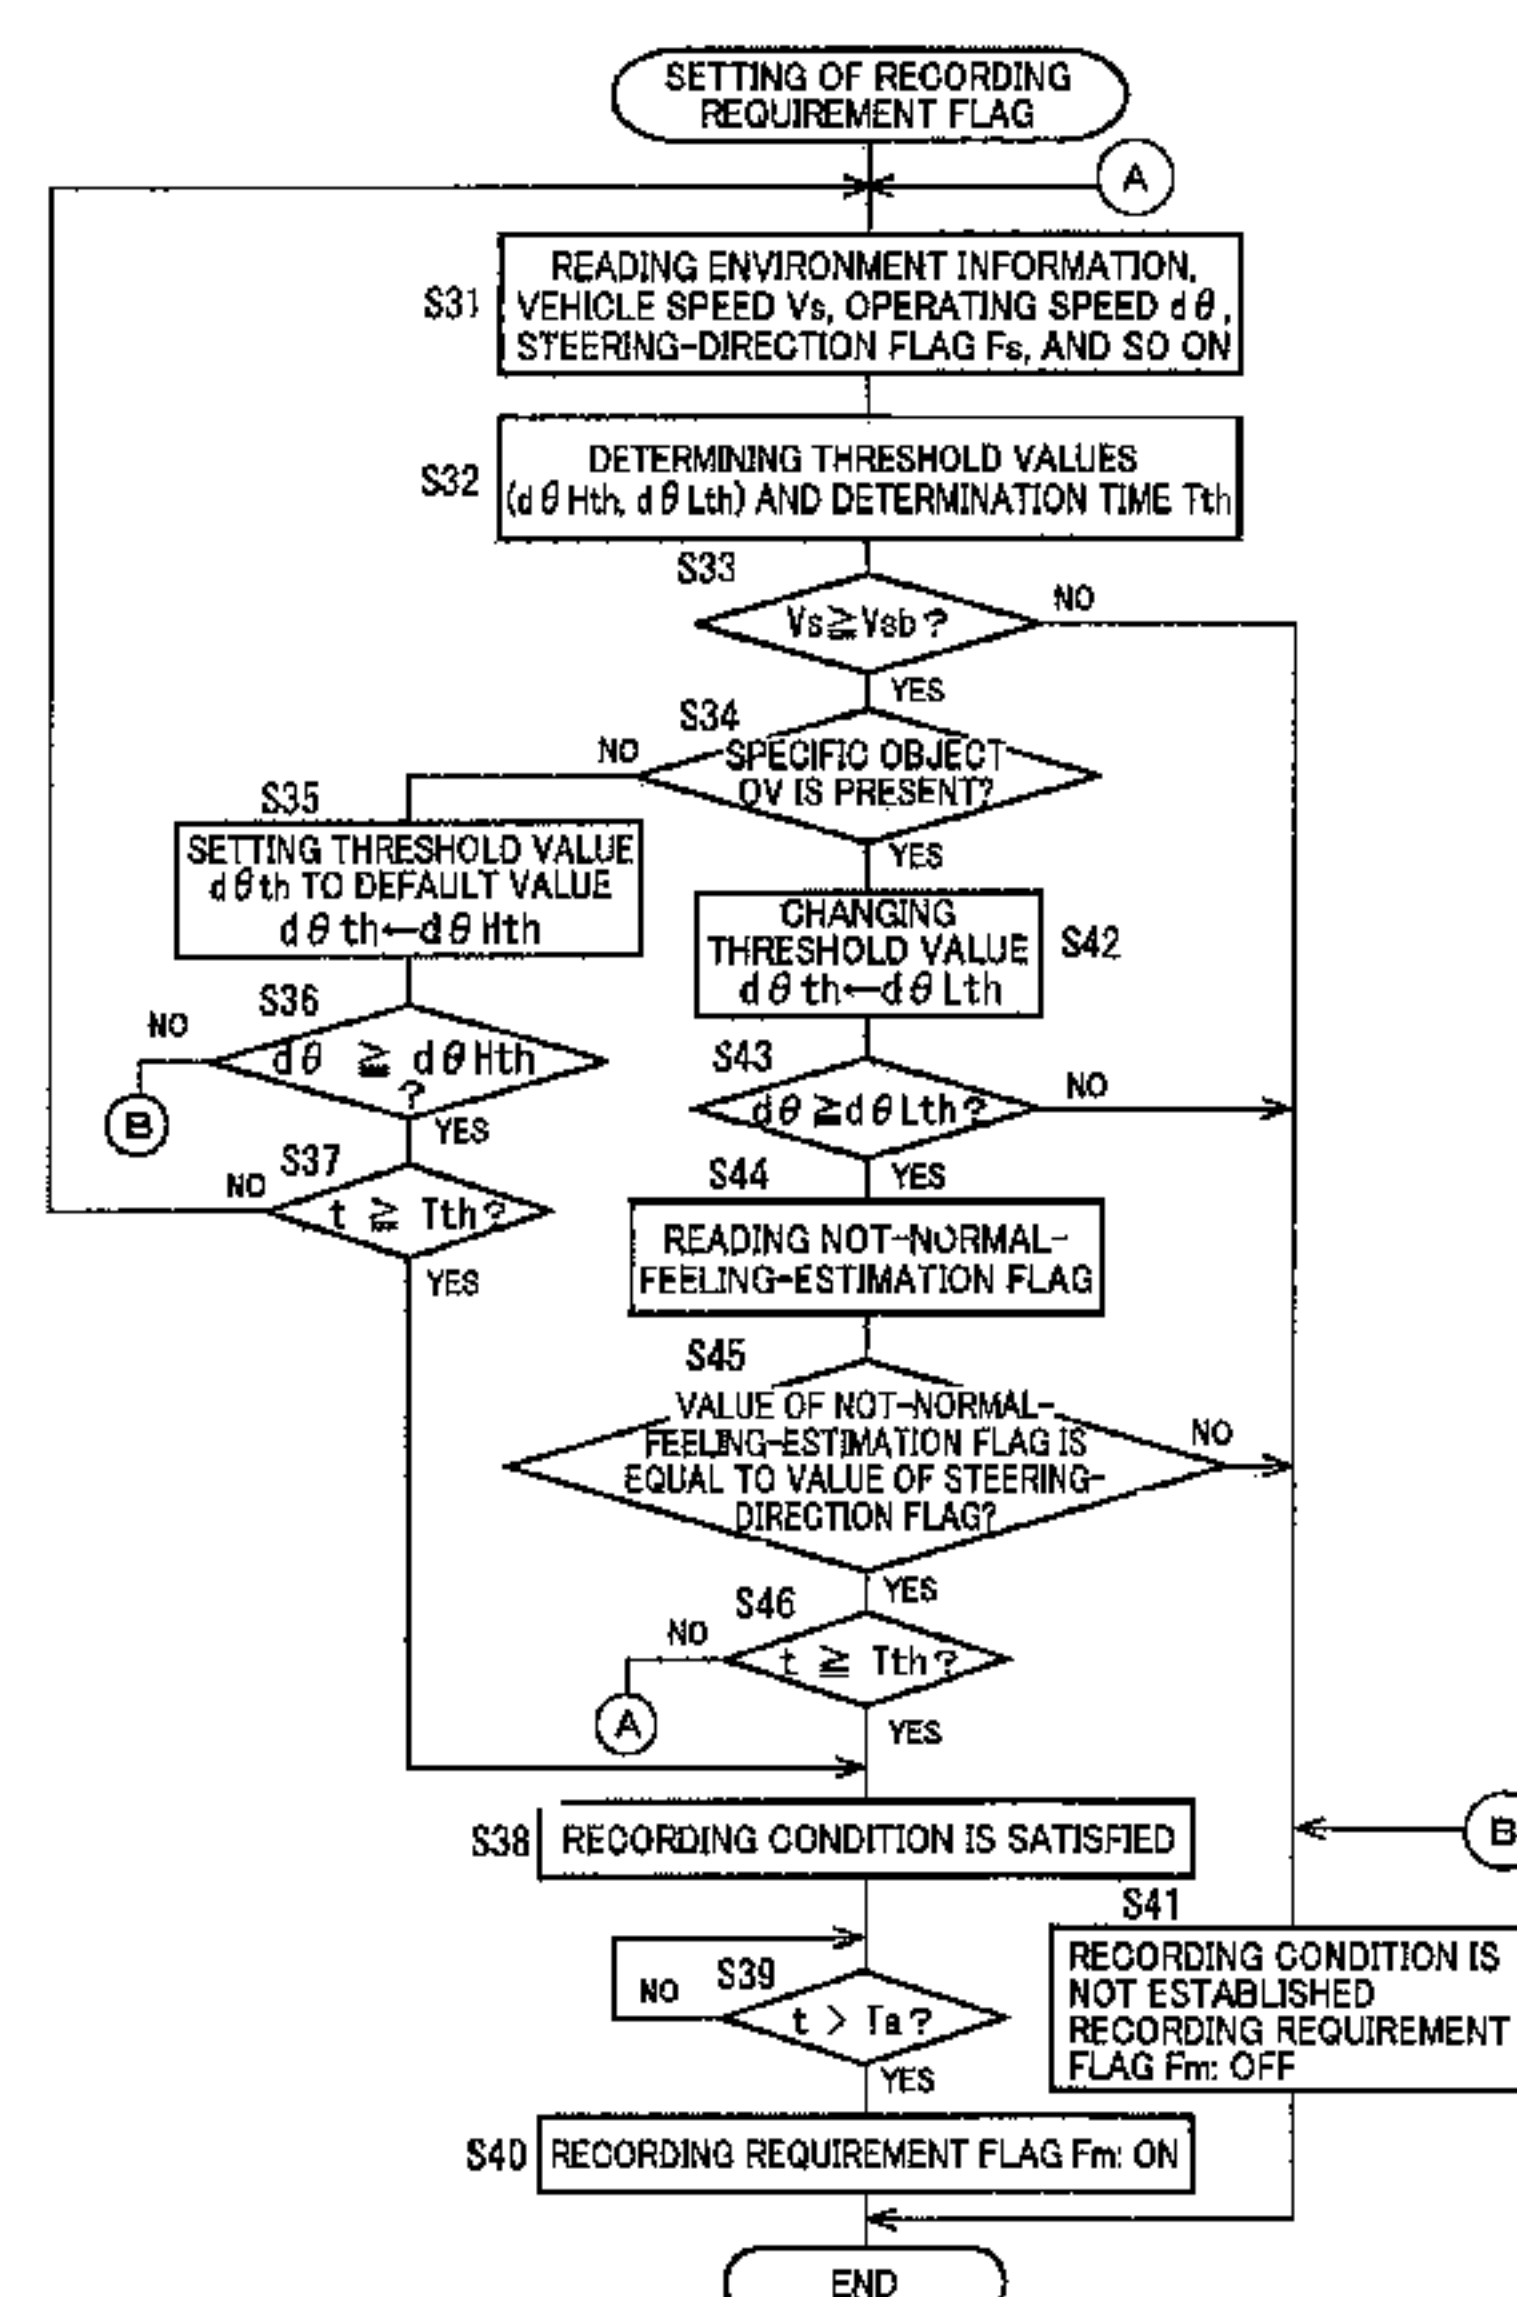 SETTING OF RECORDING
REQUIREMENT FLAG
A
S31
READING ENVIRONMENT INFORMATION,
VEHICLE SPEED Vs, OPERATING SPEED dθ,
STEERING-DIRECTION FLAG Fs, AND SO ON
S32
DETERMINING THRESHOLD VALUES
(dθHth, dθLth) AND DETERMINATION TIME Tth
S33
Vs≧Vsb?
NO
YES
S34
NO
SPECIFIC OBJECT
OV IS PRESENT?
YES
S35
SETTING THRESHOLD VALUE
dθth TO DEFAULT VALUE
dθth←dθHth
CHANGING
THRESHOLD VALUE
dθth←dθLth
S42
S36
NO
dθ ≧ dθHth
?
YES
B
S43
dθ≧dθLth?
NO
YES
S37
NO
t ≧ Tth?
YES
S44
READING NOT-NORMAL-
FEELING-ESTIMATION FLAG
S45
VALUE OF NOT-NORMAL-
FEELING-ESTIMATION FLAG IS
EQUAL TO VALUE OF STEERING-
DIRECTION FLAG?
NO
YES
S46
NO
t ≧ Tth?
A
YES
S38
RECORDING CONDITION IS SATISFIED
B
S39
NO
t > Ta?
YES
S41
RECORDING CONDITION IS
NOT ESTABLISHED
RECORDING REQUIREMENT
FLAG Fm: OFF
S40
RECORDING REQUIREMENT FLAG Fm: ON
END